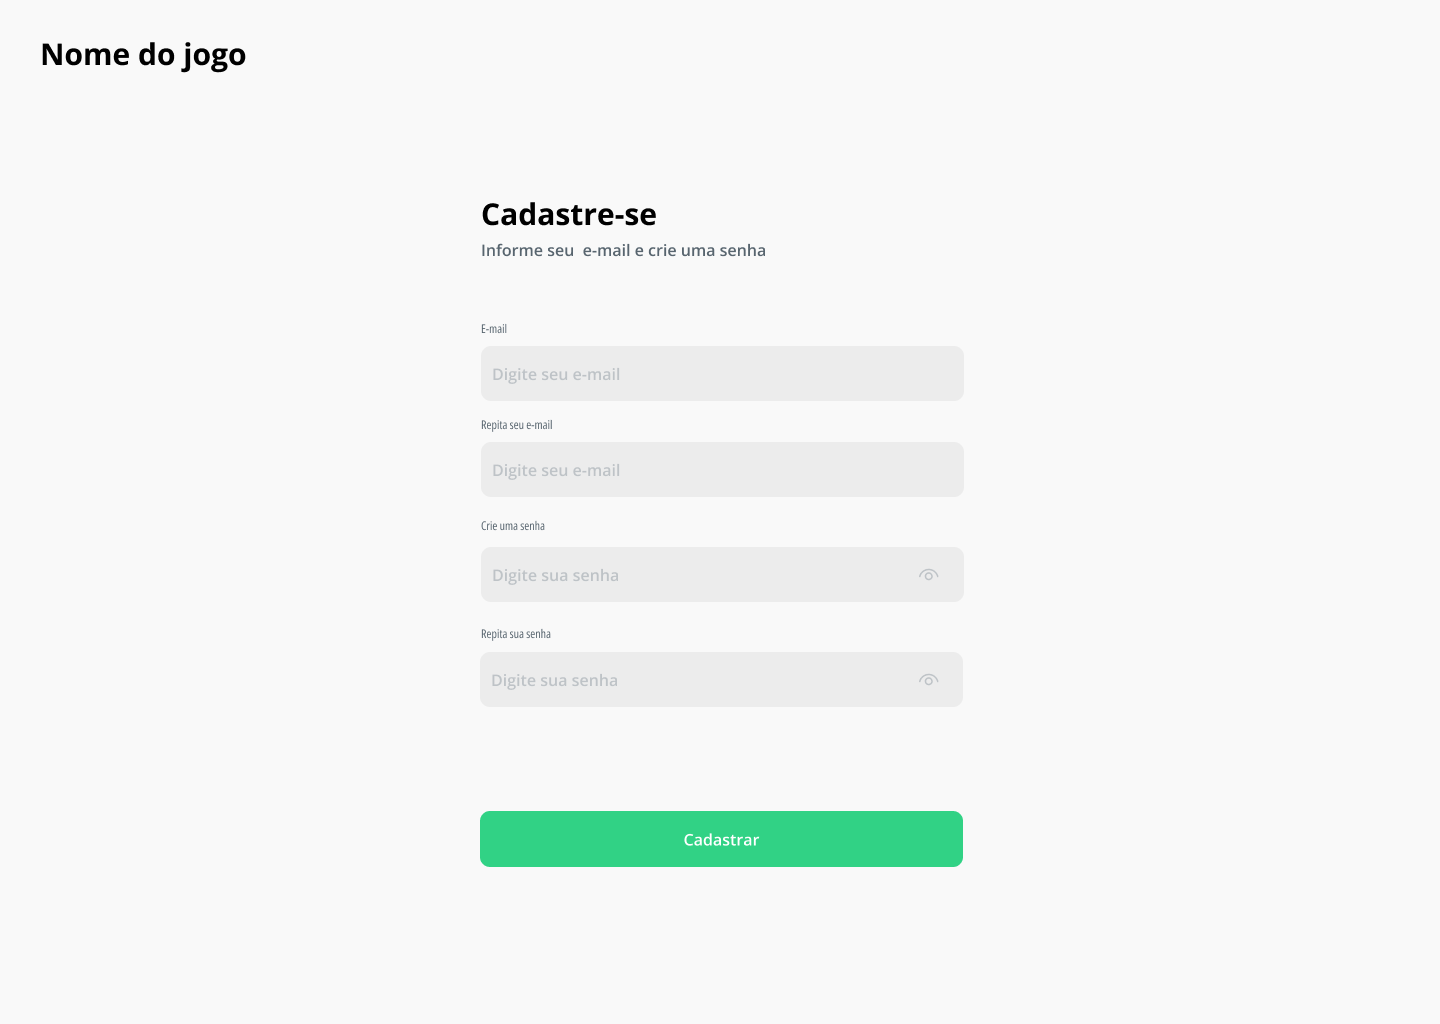 Nome do jogo
Cadastre-se
Informe seu  e-mail e crie uma senha
E-mail
Digite seu e-mail
Repita seu e-mail
Digite seu e-mail
Crie uma senha
Digite sua senha
Repita sua senha
Digite sua senha
Cadastrar